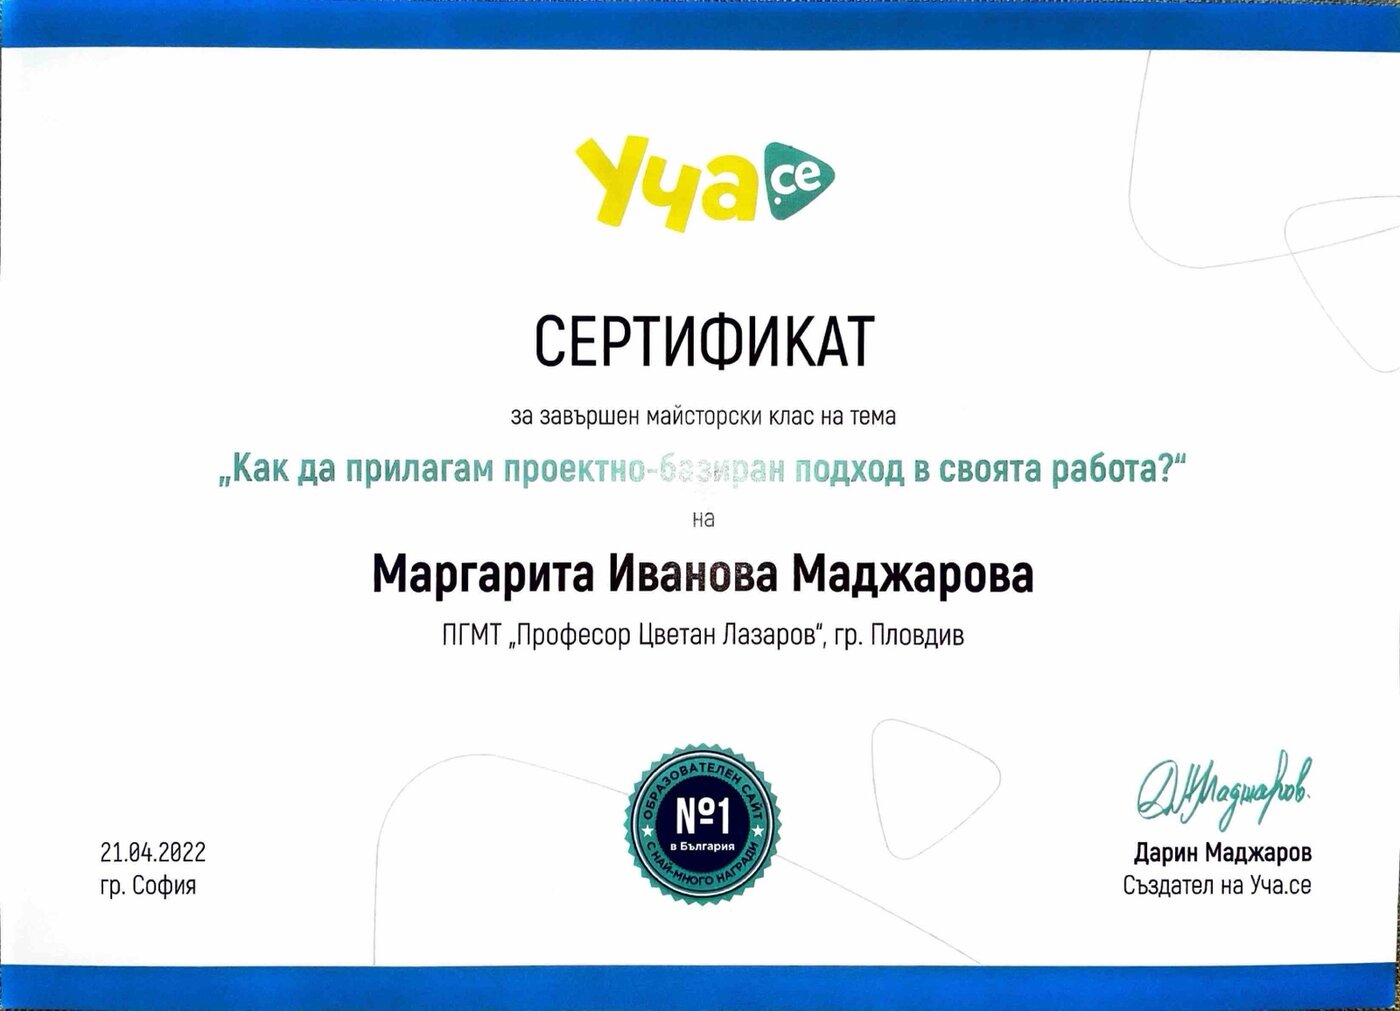 Уча.се
СЕРТИФИКАТ
за завършен майсторски клас на тема
„Как да прилагам проектно-базиран подход в своята работа?“
на
Маргарита Иванова Маджарова
ПГМТ „Професор Цветан Лазаров“, гр. Пловдив
ОБРАЗОВАТЕЛЕН САЙТ
№1
в България
С НАЙ-МНОГО НАГРАДИ
21.04.2022
гр. София
ДМаджаров.
Дарин Маджаров
Създател на Уча.се